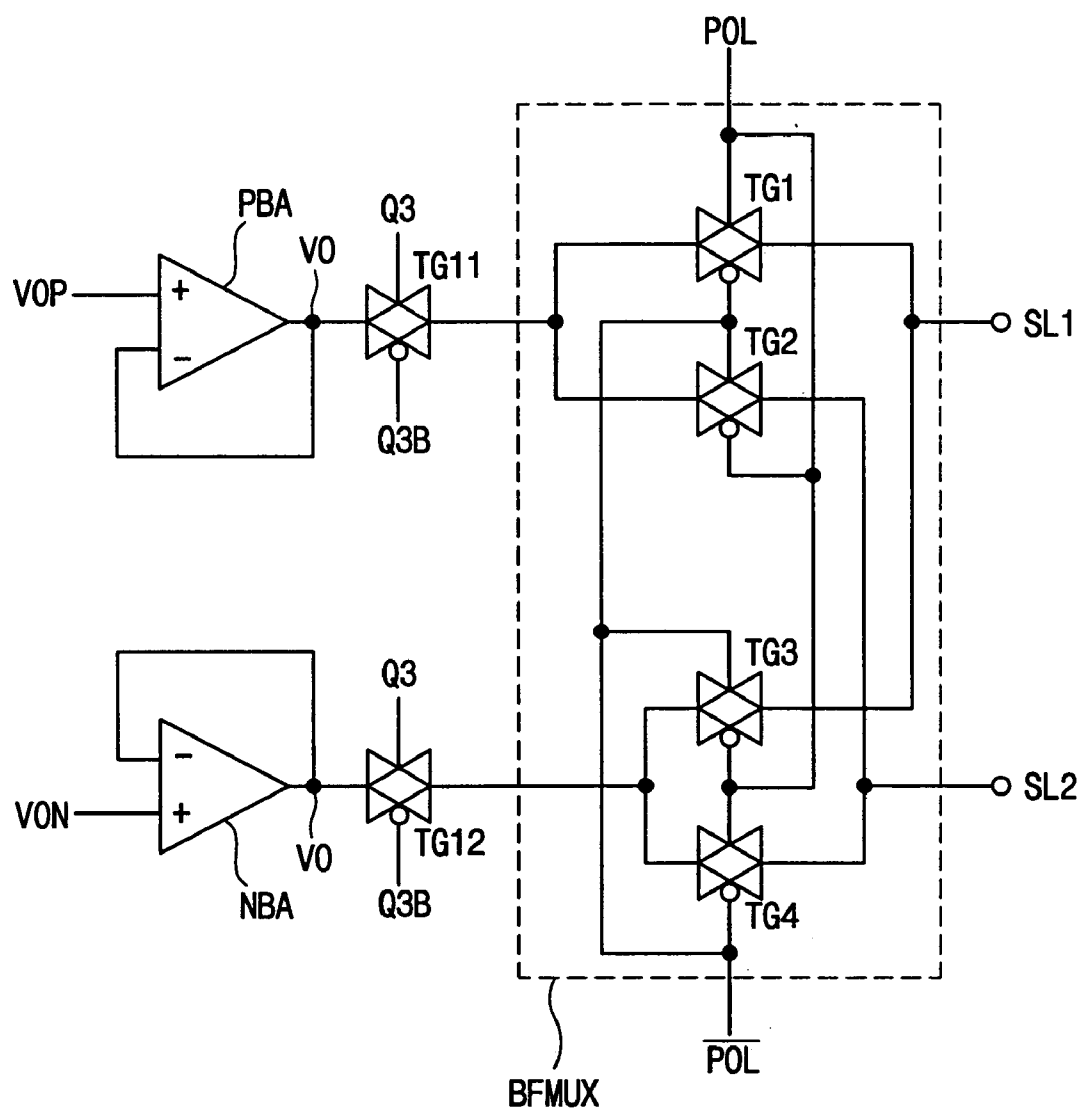 POL
TG1
PBA
Q3
VO
TG11
VOP
+
−
SL1
TG2
Q3B
TG3
Q3
−
VON
+
SL2
VO
TG12
NBA
Q3B
TG4
POL
BFMUX